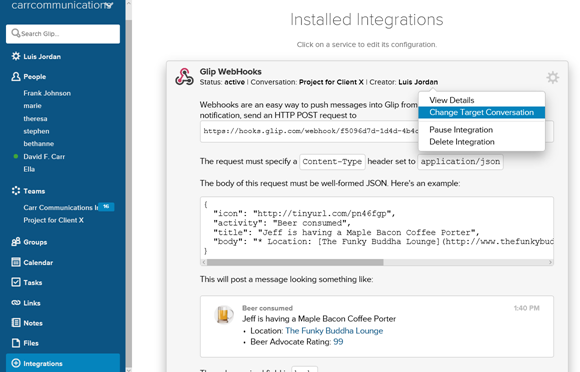 carrcommunications
Search Glip...
Luis Jordan
People
Frank Johnson
marie
theresa
stephen
bethanne
David F. Carr
Ella
Teams
Carr Communications In 16
Project for Client X
Groups
Calendar
Tasks
Links
Notes
Files
Integrations
Installed Integrations
Click on a service to edit its configuration.
Glip WebHooks
Status: active | Conversation: Project for Client X | Creator: Luis Jordan
View Details
Change Target Conversation
Pause Integration
Delete Integration
Webhooks are an easy way to push messages into Glip from
notification, send an HTTP POST request to
https://hooks.glip.com/webhook/f5096d7d-1d4d-4b4c
The request must specify a Content-Type header set to application/json
The body of this request must be well-formed JSON. Here's an example:
{
"icon": "http://tinyurl.com/pn46fgp",
"activity": "Beer consumed",
"title": "Jeff is having a Maple Bacon Coffee Porter",
"body": "* Location: [The Funky Buddha Lounge](http://www.thefunkybud
}
This will post a message looking something like:
Beer consumed 1:40 PM
Jeff is having a Maple Bacon Coffee Porter
• Location: The Funky Buddha Lounge
• Beer Advocate Rating: 99